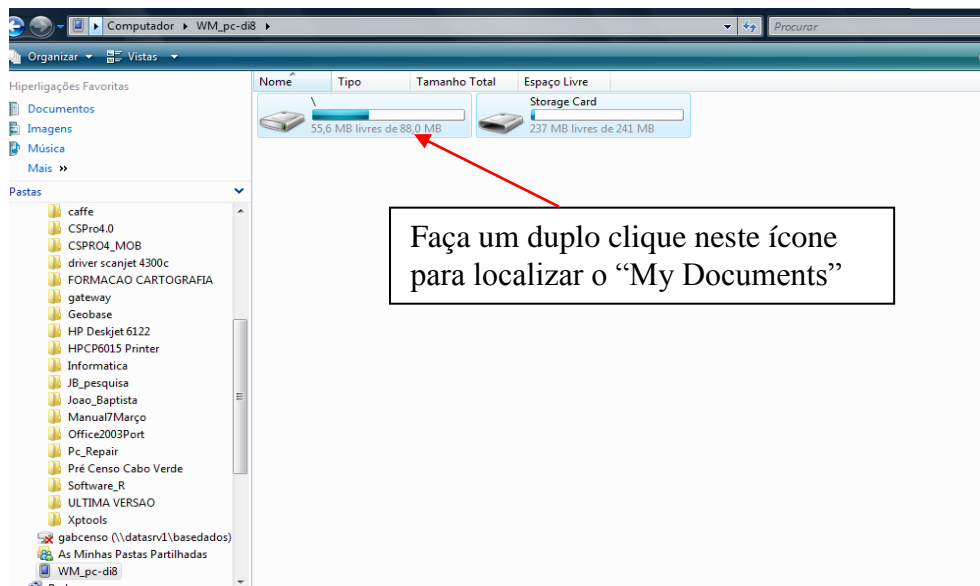 Computador ▸ WM_pc-di8 ▸
Procurar
Organizar
Vistas
Hiperligações Favoritas
Documentos
Imagens
Música
Mais »
Pastas
caffe
CSPro4.0
CSPRO4_MOB
driver scanjet 4300c
FORMACAO CARTOGRAFIA
gateway
Geobase
HP Deskjet 6122
HPCP6015 Printer
Informatica
JB_pesquisa
Joao_Baptista
Manual7Março
Office2003Port
Pc_Repair
Pré Censo Cabo Verde
Software_R
ULTIMA VERSAO
Xptools
gabcenso (\\datasrv1\basedados)
As Minhas Pastas Partilhadas
WM_pc-di8
Nome Tipo Tamanho Total Espaço Livre
\
55,6 MB livres de 88,0 MB
Storage Card
237 MB livres de 241 MB
Faça um duplo clique neste ícone
para localizar o “My Documents”